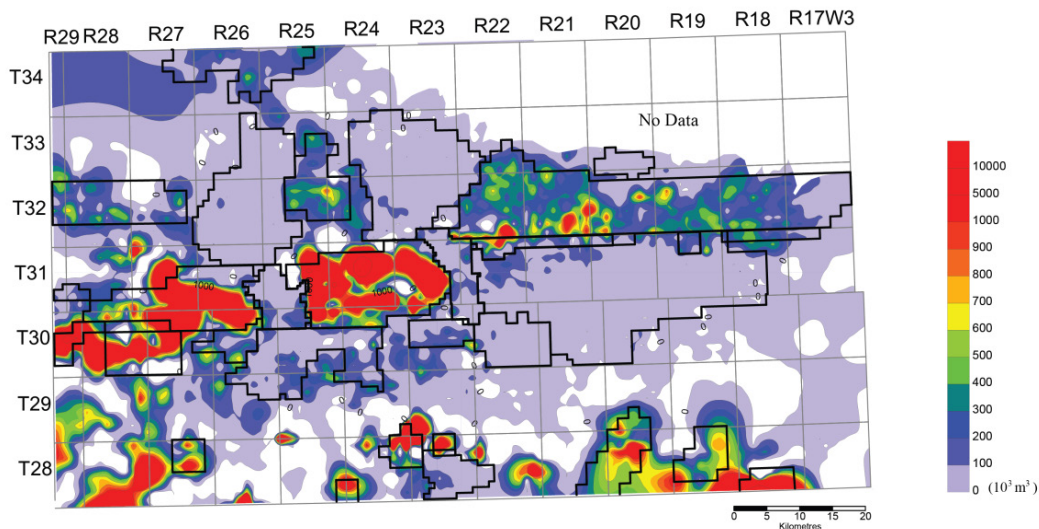 R29 R28 R27 R26 R25 R24 R23 R22 R21 R20 R19 R18 R17W3
T34
T33
T32
T31
T30
T29
T28
No Data
1000
1000
10000
5000
1000
900
800
700
600
500
400
300
200
100
0 (10³ m³)
0 5 10 15 20
Kilometres